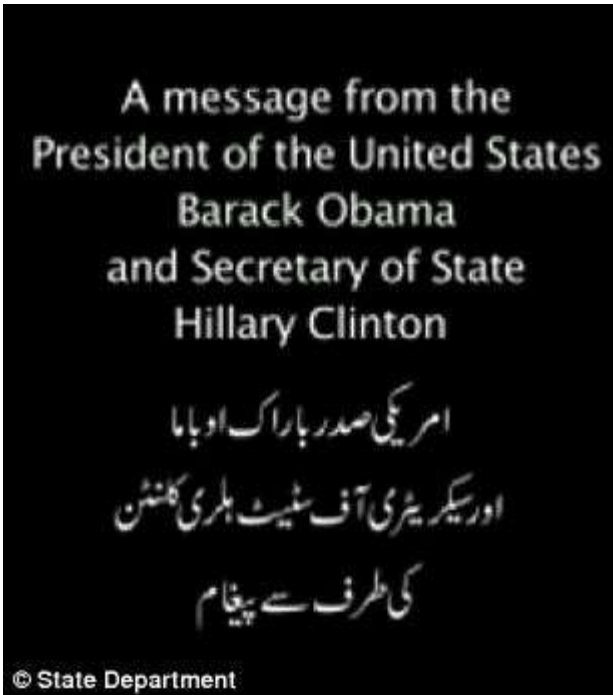 A message from the
President of the United States
Barack Obama
and Secretary of State
Hillary Clinton
امریکی صدر باراک اوباما
اور سیکریٹری آف سٹیٹ ہلری کلنٹن
کی طرف سے پیغام
© State Department